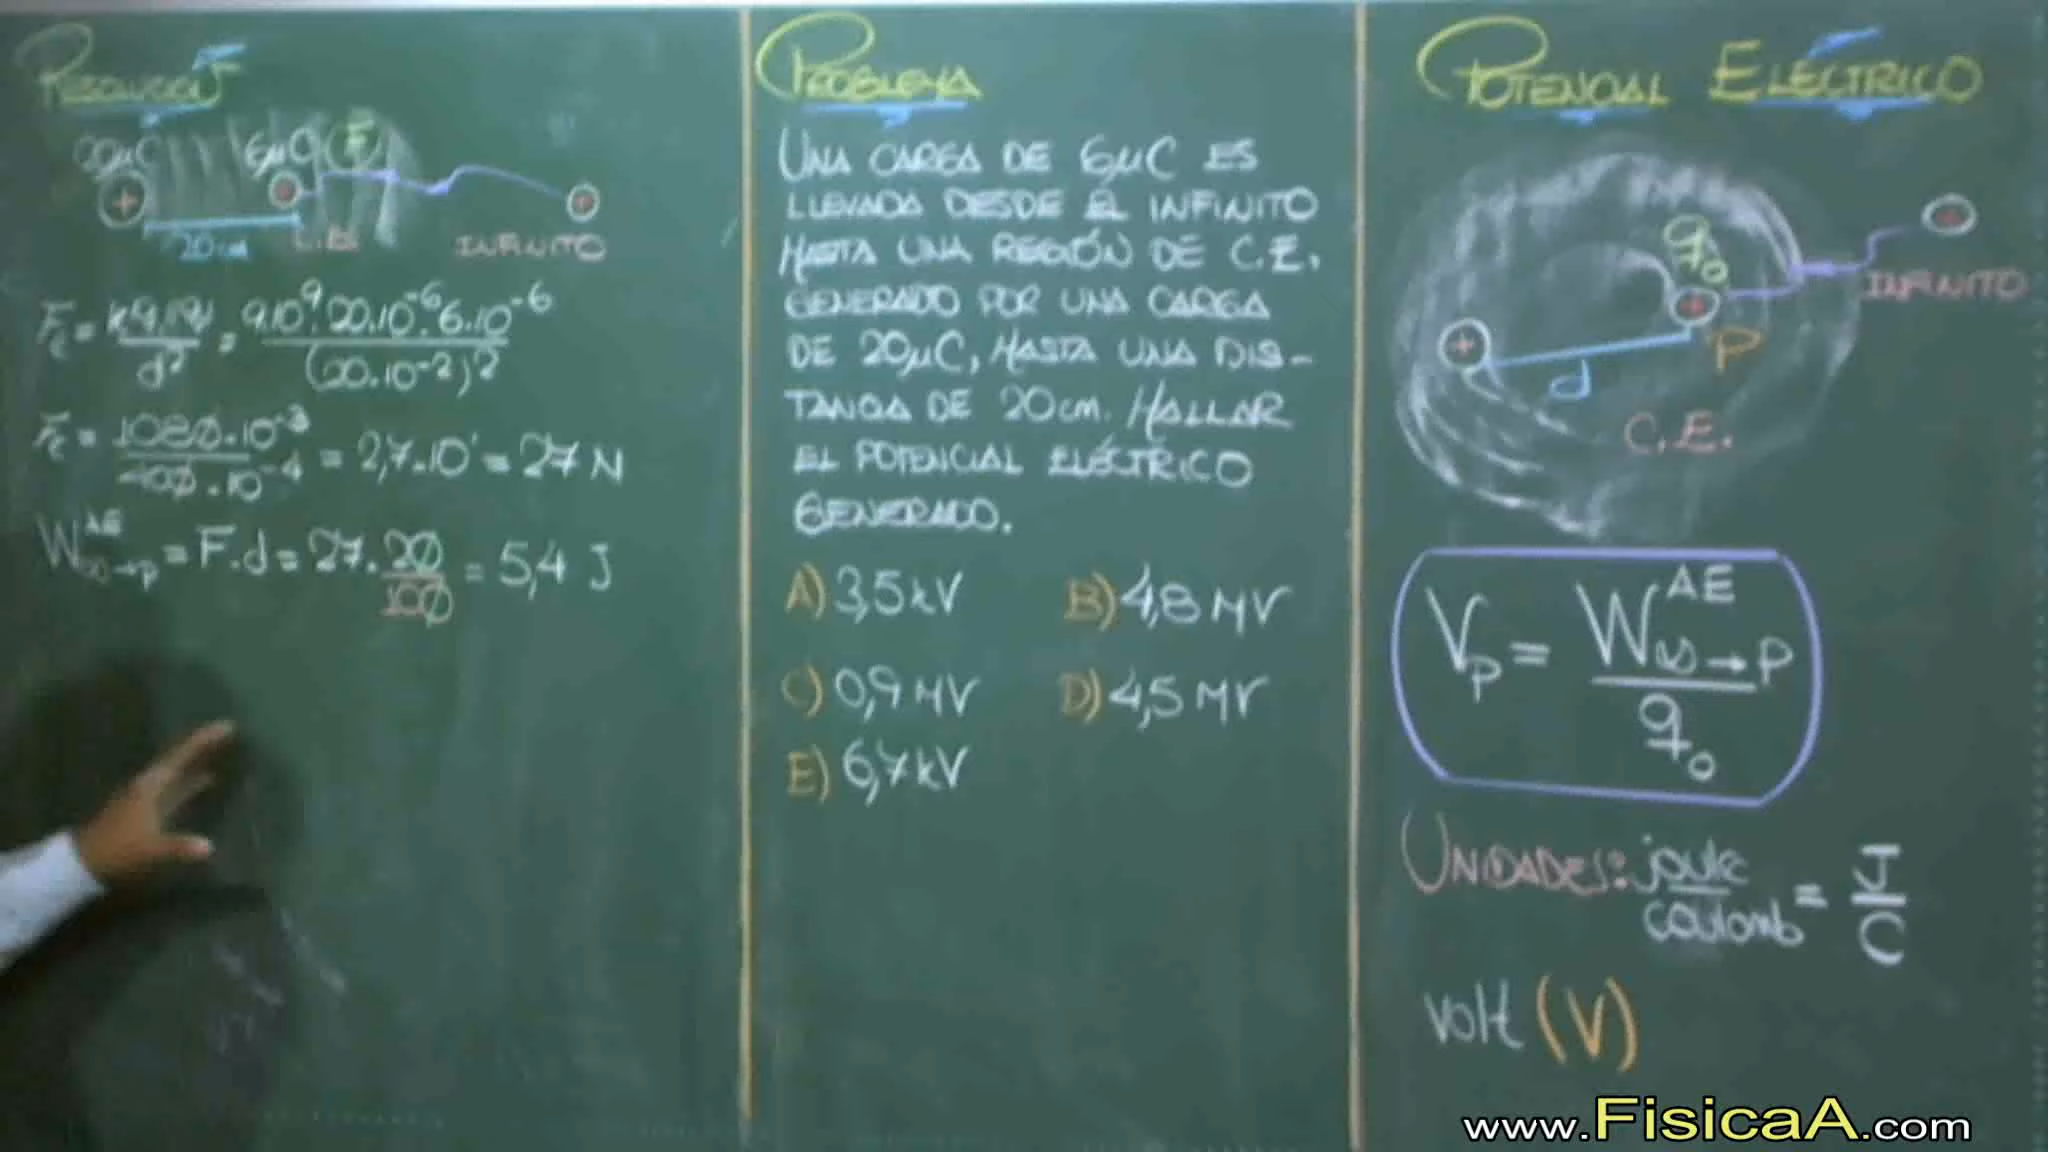 RESOLUCIÓN
20μC 6μC E
+ + +
20cm C.E. INFINITO
Fc = K.q.q / d² = 9.10⁹.20.10⁻⁶.6.10⁻⁶ / (20.10⁻²)²
Fc = 1080.10⁻³ / 400.10⁻⁴ = 2,7.10¹ = 27 N
W∞→p^AE = F.d = 27.20/100 = 5,4 J
PROBLEMA
UNA CARGA DE 6μC ES
LLEVADA DESDE EL INFINITO
HASTA UNA REGIÓN DE C.E.
GENERADO POR UNA CARGA
DE 20μC, HASTA UNA DIS-
TANCIA DE 20cm. HALLAR
EL POTENCIAL ELÉCTRICO
GENERADO.
A) 3,5 kV B) 4,8 MV
C) 0,9 MV D) 4,5 MV
E) 6,7 kV
POTENCIAL ELÉCTRICO
q₀ +
INFINITO
+ + P
d
C.E.
Vp = W∞→P^AE / q₀
UNIDADES: joule / coulomb = J / C
volt (V)
www.FisicaA.com